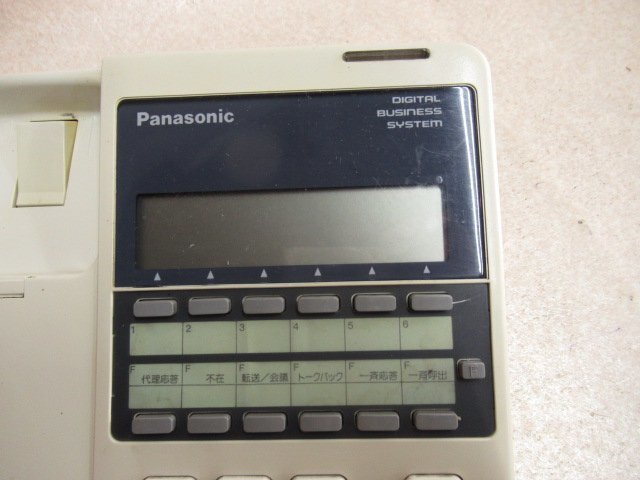 Panasonic
DIGITAL
BUSINESS
SYSTEM
1 2 3 4 5 6
F F F F F F
代理応答 不在 転送/会議 トークバック 一斉応答 一斉呼出
F